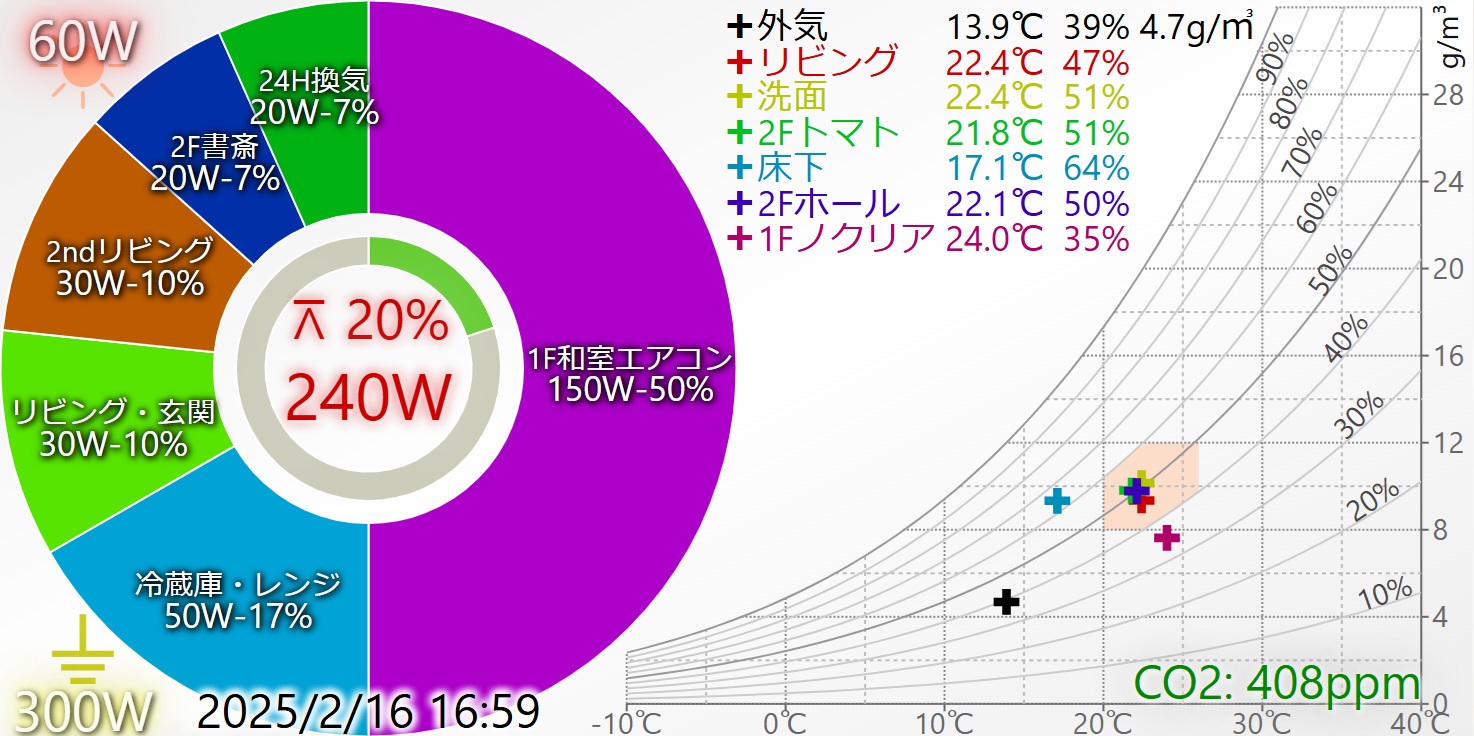 60W
24H換気
20W-7%
2F書斎
20W-7%
2ndリビング
30W-10%
リビング・玄関
30W-10%
冷蔵庫・レンジ
50W-17%
1F和室エアコン
150W-50%
⊼ 20%
240W
300W
2025/2/16 16:59
外気 13.9℃ 39% 4.7g/㎥
リビング 22.4℃ 47%
洗面 22.4℃ 51%
2Fトマト 21.8℃ 51%
床下 17.1℃ 64%
2Fホール 22.1℃ 50%
1Fノクリア 24.0℃ 35%
90%
80%
70%
60%
50%
40%
30%
20%
10%
g/m³
28
24
20
16
12
8
4
0
CO2: 408ppm
-10℃ 0℃ 10℃ 20℃ 30℃ 40℃